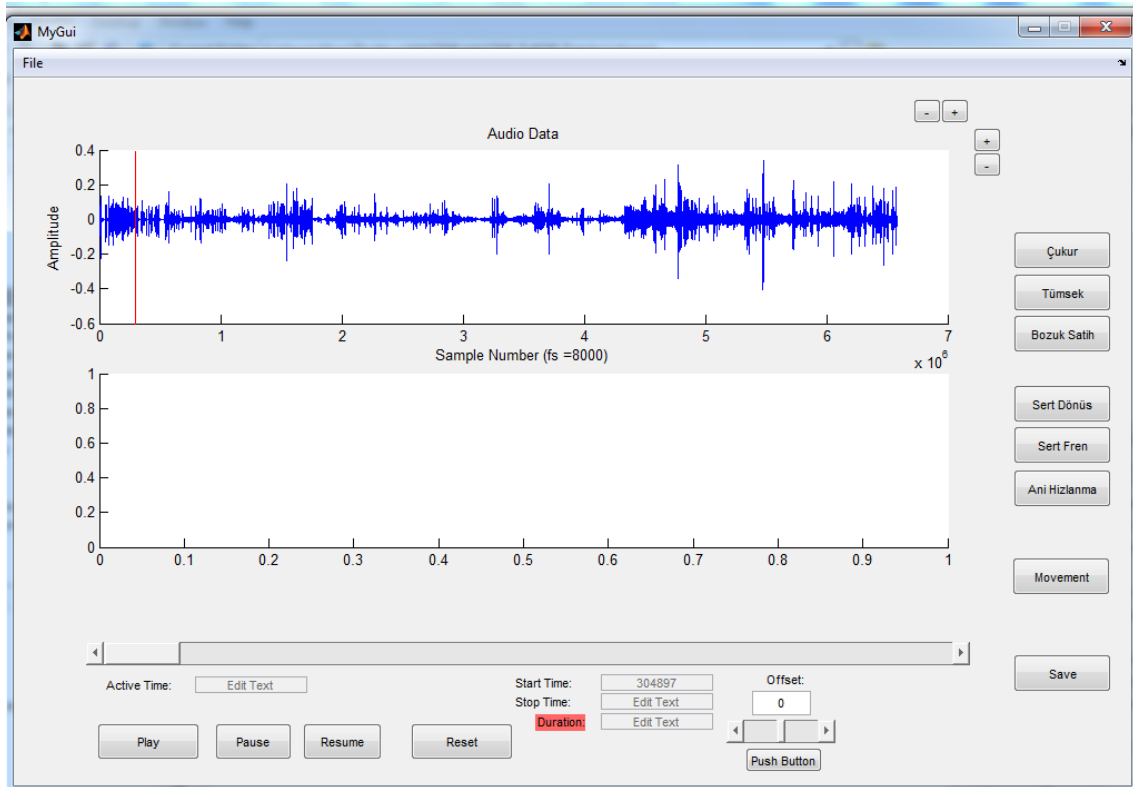 MyGui
File
- +
Audio Data
+
-
0.4
0.2
0
-0.2
-0.4
-0.6
Amplitude
0 1 2 3 4 5 6 7
Sample Number (fs =8000)
x 10^6
1
0.8
0.6
0.4
0.2
0
0 0.1 0.2 0.3 0.4 0.5 0.6 0.7 0.8 0.9 1
Çukur
Tümsek
Bozuk Satih
Sert Dönüs
Sert Fren
Ani Hizlanma
Movement
Save
Active Time: Edit Text
Start Time: 304897
Stop Time: Edit Text
Duration: Edit Text
Offset:
0
Push Button
Play Pause Resume Reset